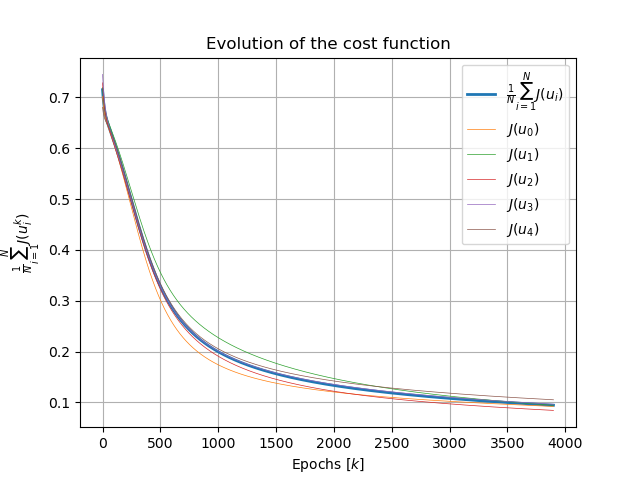 Evolution of the cost function
0.7
0.6
0.5
0.4
0.3
0.2
0.1
0 500 1000 1500 2000 2500 3000 3500 4000
Epochs [k]
1/N ∑_{i=1}^{N} J(u_i^k)
1/N ∑_{i=1}^{N} J(u_i)
J(u_0)
J(u_1)
J(u_2)
J(u_3)
J(u_4)